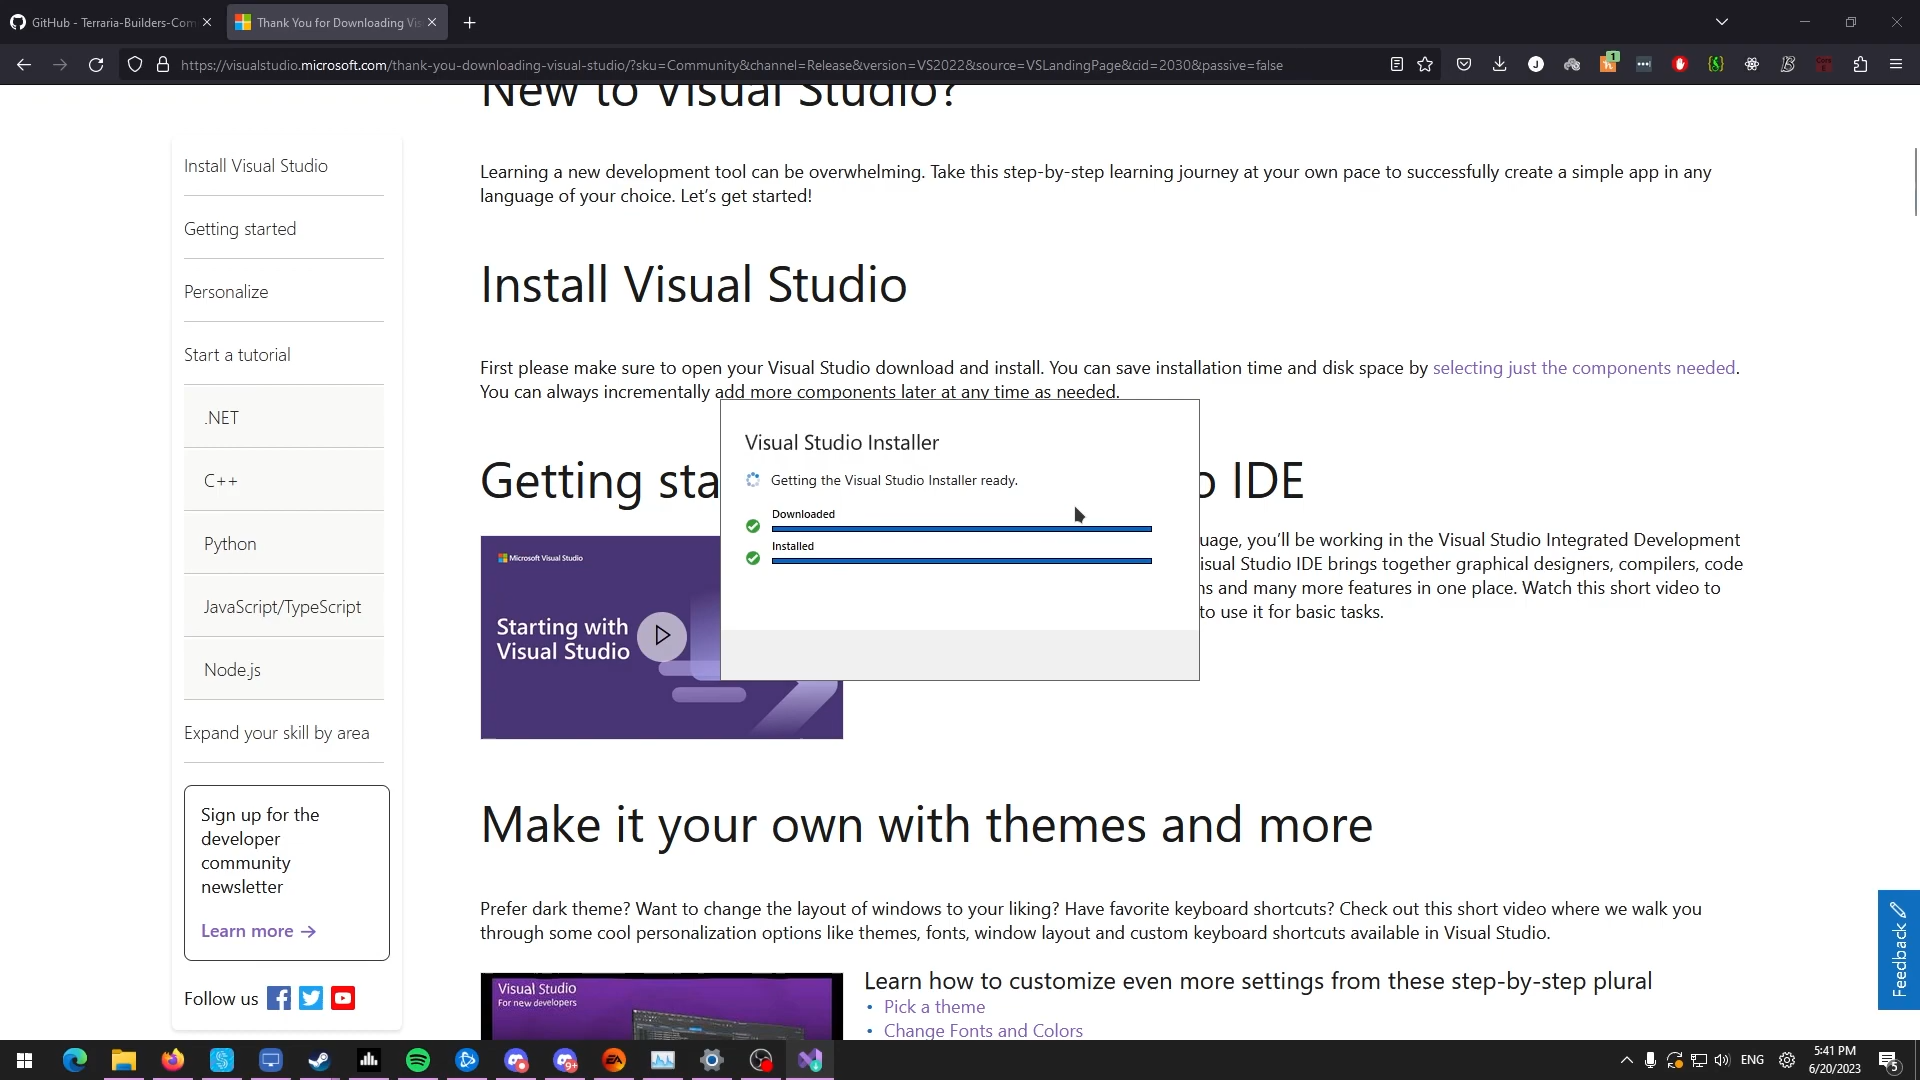 GitHub - Terraria-Builders-Com
Thank You for Downloading Vis
https://visualstudio.microsoft.com/thank-you-downloading-visual-studio/?sku=Community&channel=Release&version=VS2022&source=VSLandingPage&cid=2030&passive=false
1
J
New to Visual Studio?
Learning a new development tool can be overwhelming. Take this step-by-step learning journey at your own pace to successfully create a simple app in any
language of your choice. Let's get started!
Install Visual Studio
Getting started
Personalize
Start a tutorial
.NET
C++
Python
JavaScript/TypeScript
Node.js
Expand your skill by area
Sign up for the
developer
community
newsletter
Learn more →
Follow us
Install Visual Studio
First please make sure to open your Visual Studio download and install. You can save installation time and disk space by selecting just the components needed.
You can always incrementally add more components later at any time as needed.
Getting sta
o IDE
Visual Studio Installer
Getting the Visual Studio Installer ready.
Downloaded
Installed
Microsoft Visual Studio
Starting with
Visual Studio
uage, you'll be working in the Visual Studio Integrated Development
isual Studio IDE brings together graphical designers, compilers, code
ns and many more features in one place. Watch this short video to
to use it for basic tasks.
Make it your own with themes and more
Prefer dark theme? Want to change the layout of windows to your liking? Have favorite keyboard shortcuts? Check out this short video where we walk you
through some cool personalization options like themes, fonts, window layout and custom keyboard shortcuts available in Visual Studio.
Visual Studio
For new developers
Learn how to customize even more settings from these step-by-step plural
• Pick a theme
• Change Fonts and Colors
Feedback
EA
9+
ENG
5:41 PM
6/20/2023
5